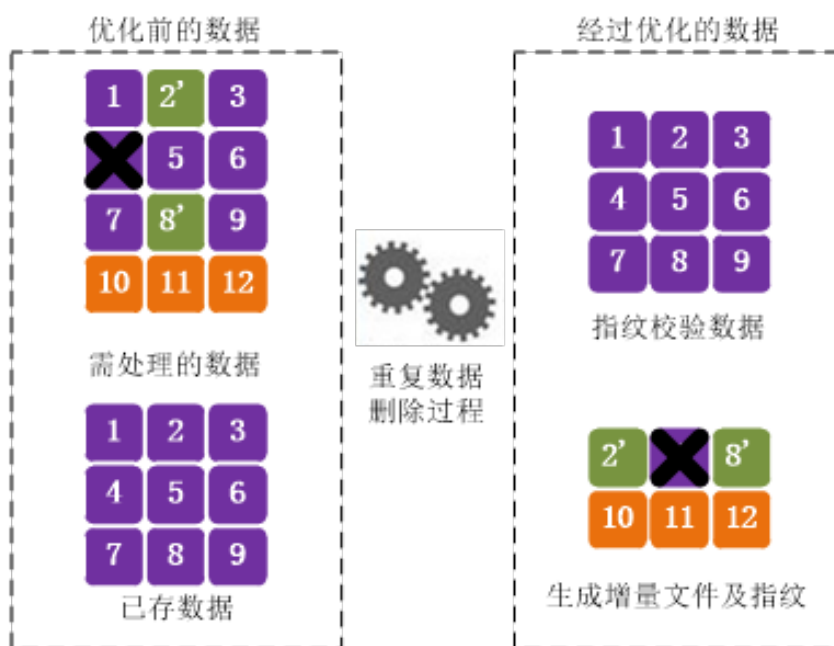 优化前的数据
1 2’ 3
5 6
7 8’ 9
10 11 12
需处理的数据
1 2 3
4 5 6
7 8 9
已存数据
重复数据
删除过程
经过优化的数据
1 2 3
4 5 6
7 8 9
指纹校验数据
2’ 8’
10 11 12
生成增量文件及指纹